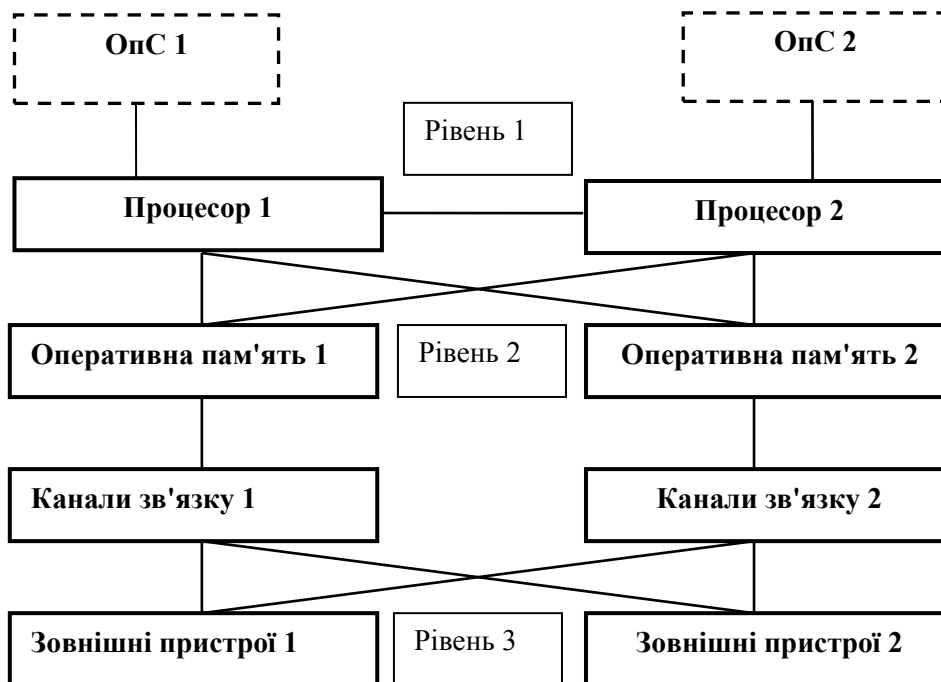 ОпС 1
ОпС 2
Рівень 1
Процесор 1
Процесор 2
Оперативна пам'ять 1
Рівень 2
Оперативна пам'ять 2
Канали зв'язку 1
Канали зв'язку 2
Зовнішні пристрої 1
Рівень 3
Зовнішні пристрої 2